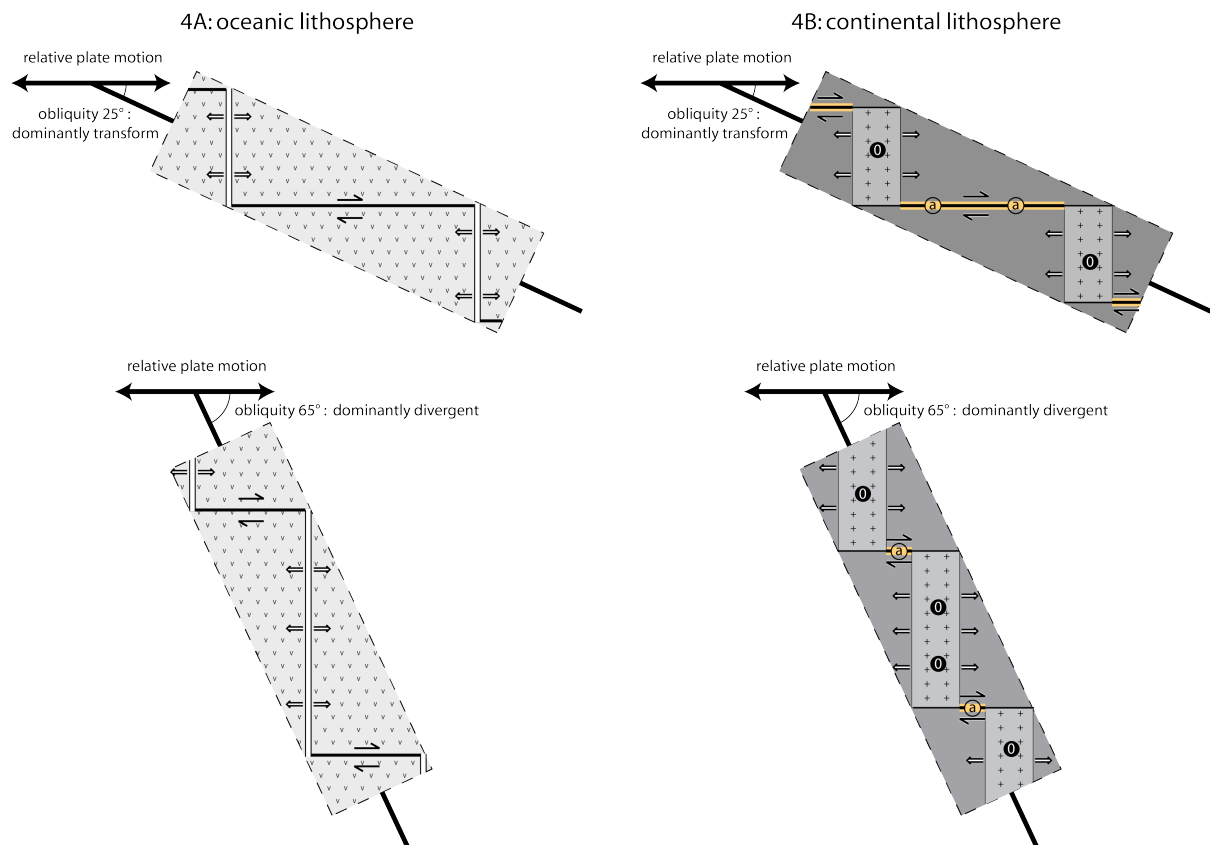 4A: oceanic lithosphere
4B: continental lithosphere
relative plate motion
obliquity 25° :
dominantly transform
relative plate motion
obliquity 25° :
dominantly transform
0
a
a
0
relative plate motion
obliquity 65° : dominantly divergent
relative plate motion
obliquity 65° : dominantly divergent
0
a
0
0
a
0